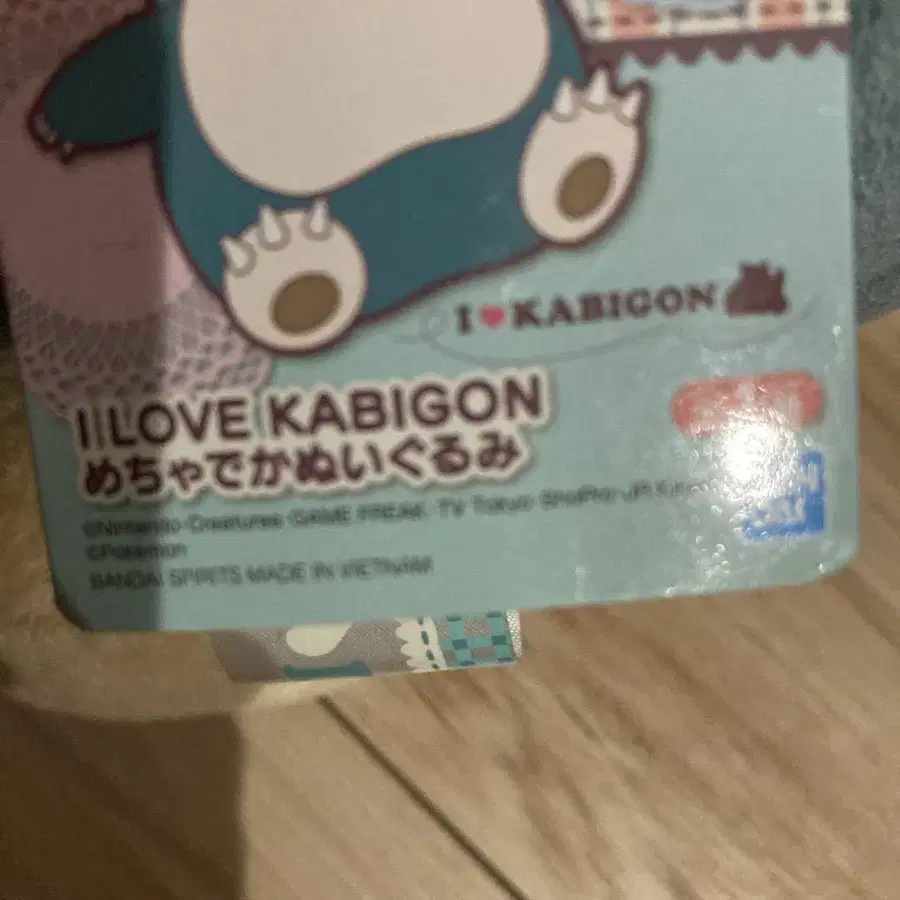 I ♥ KABIGON
I LOVE KABIGON
めちゃでかぬいぐるみ
©Nintendo・Creatures・GAME FREAK・TV Tokyo・ShoPro・JR
©Pokémon
BANDAI SPIRITS MADE IN VIETNAM